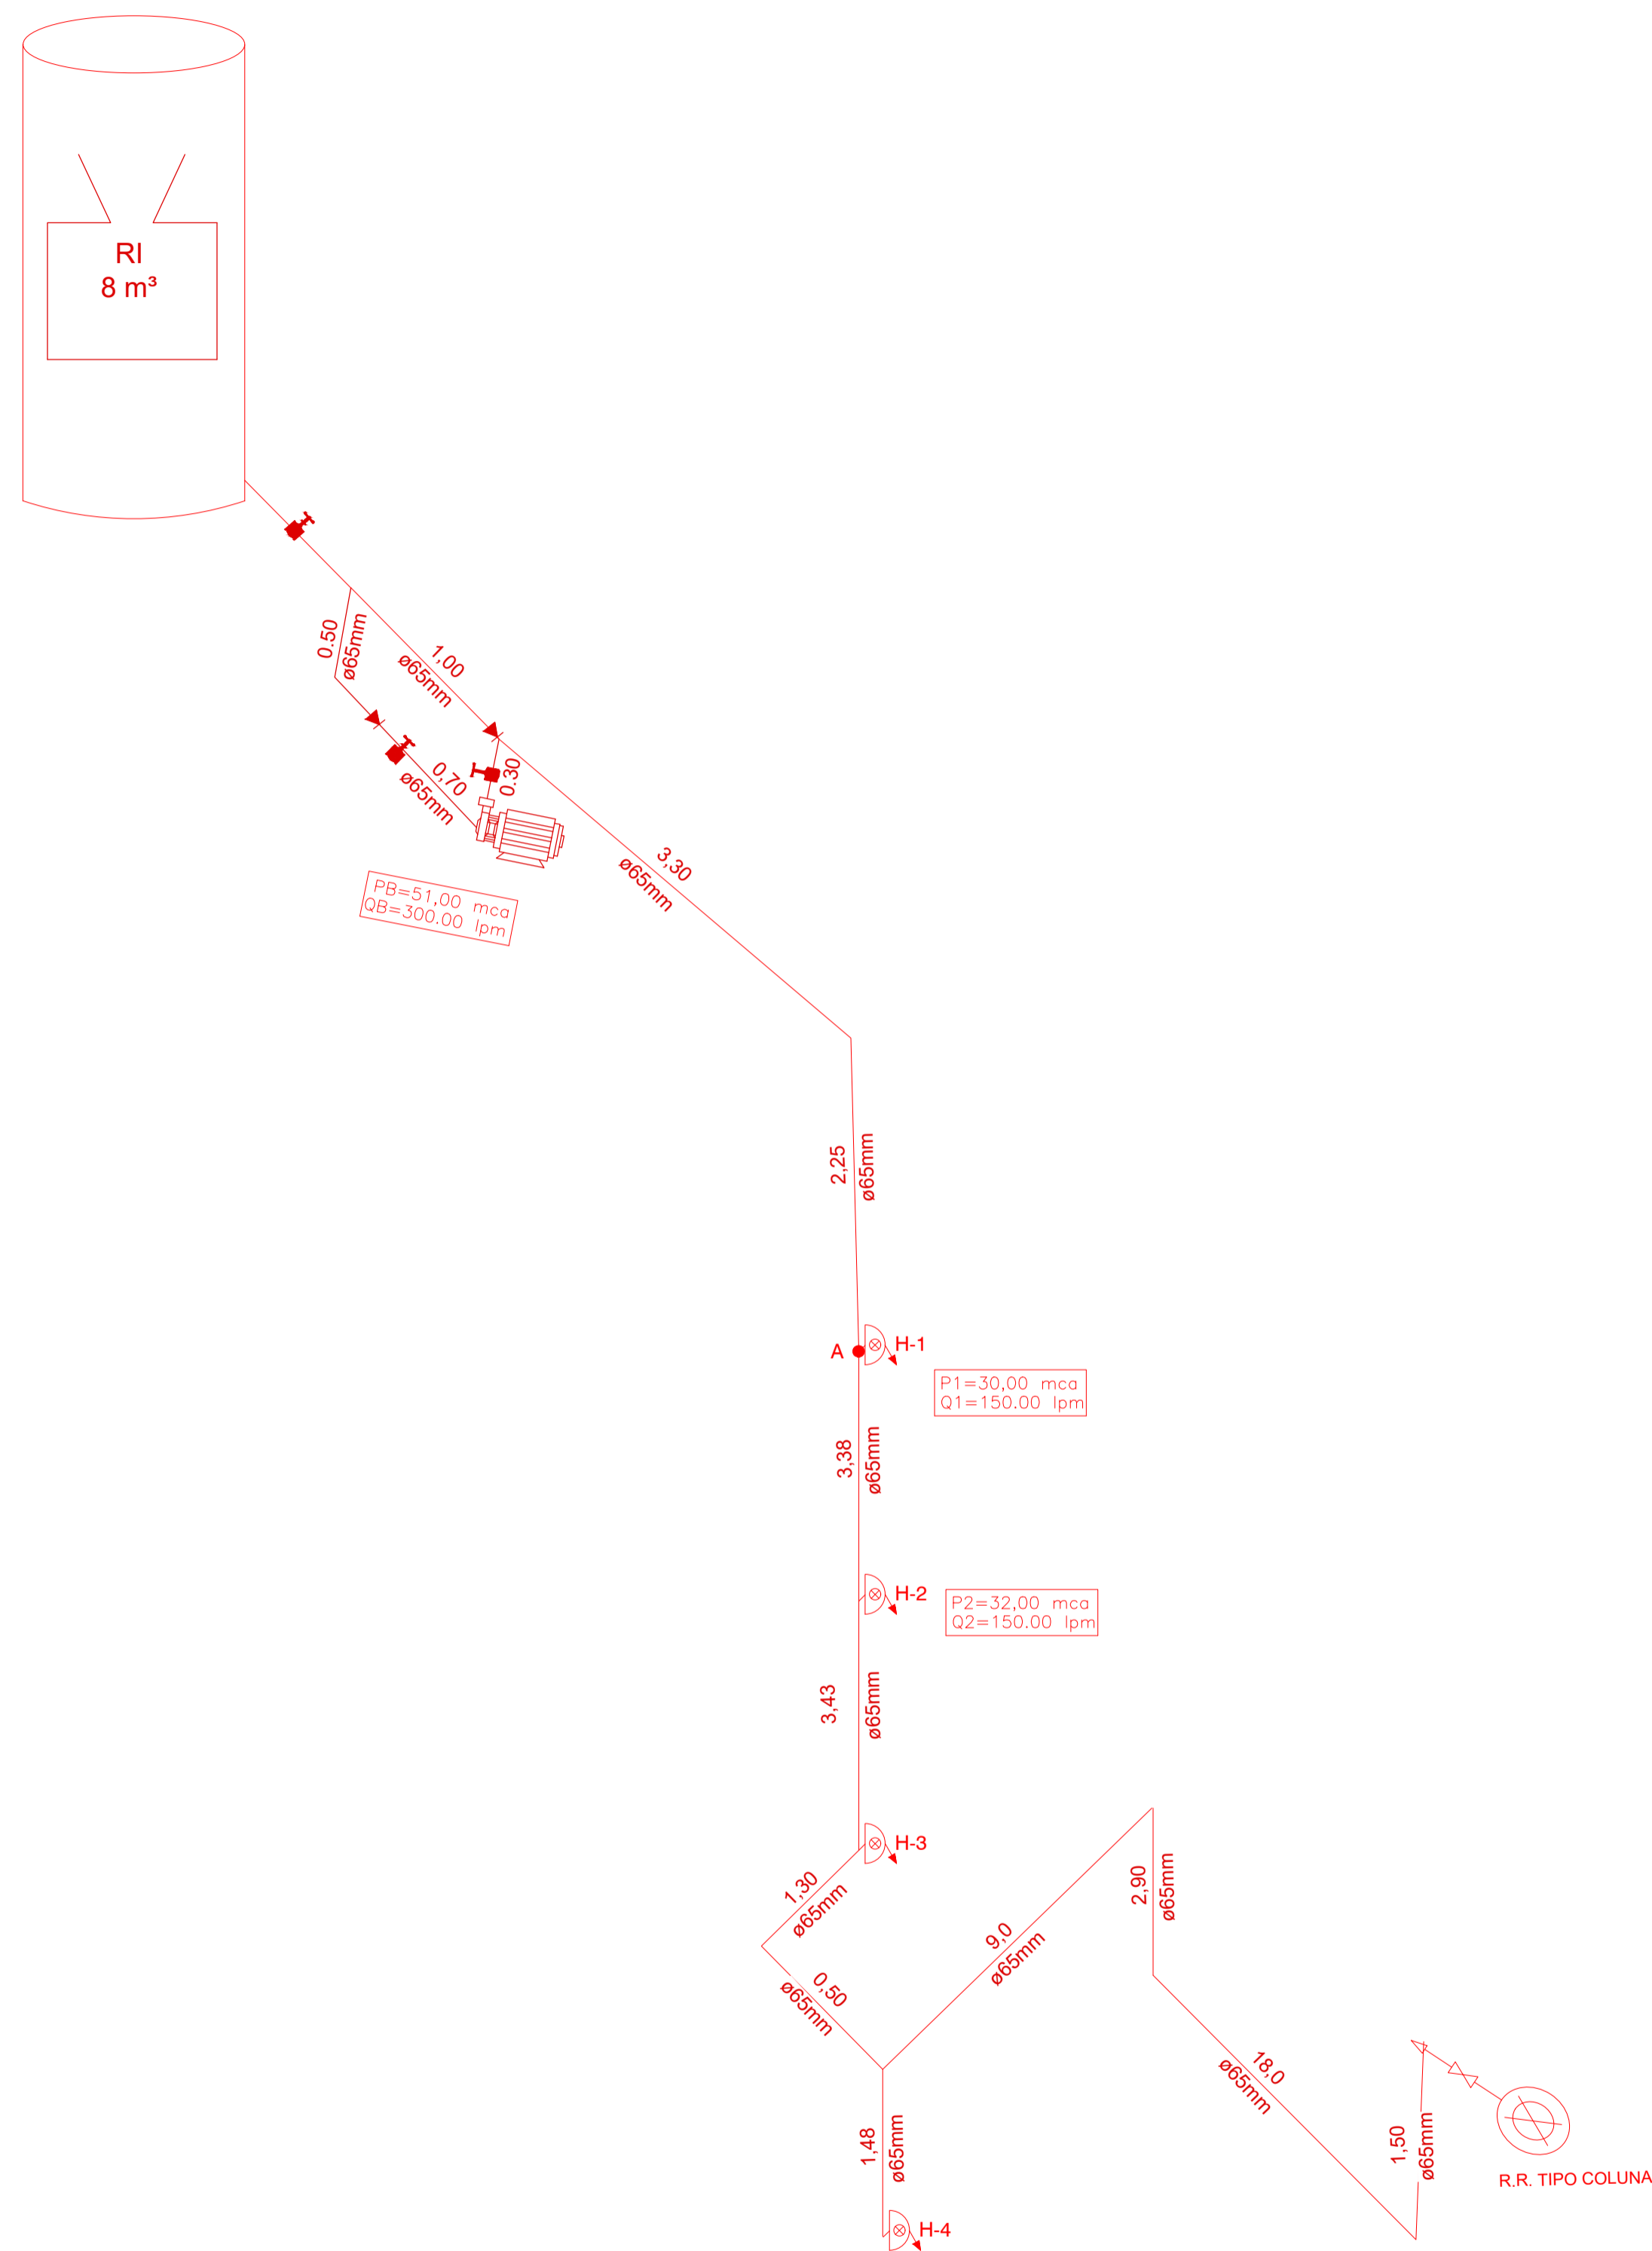 RI
8 m³
0.50
ø65mm
1,00
ø65mm
0,70
ø65mm
0.30
3,30
ø65mm
PB=51,00 mca
QB=300.00 lpm
2,25
ø65mm
A
H-1
P1=30,00 mca
Q1=150.00 lpm
3,38
ø65mm
H-2
P2=32,00 mca
Q2=150.00 lpm
3,43
ø65mm
H-3
1,30
ø65mm
0,50
ø65mm
9,0
ø65mm
2,90
ø65mm
18,0
ø65mm
1,50
ø65mm
R.R. TIPO COLUNA
1,48
ø65mm
H-4